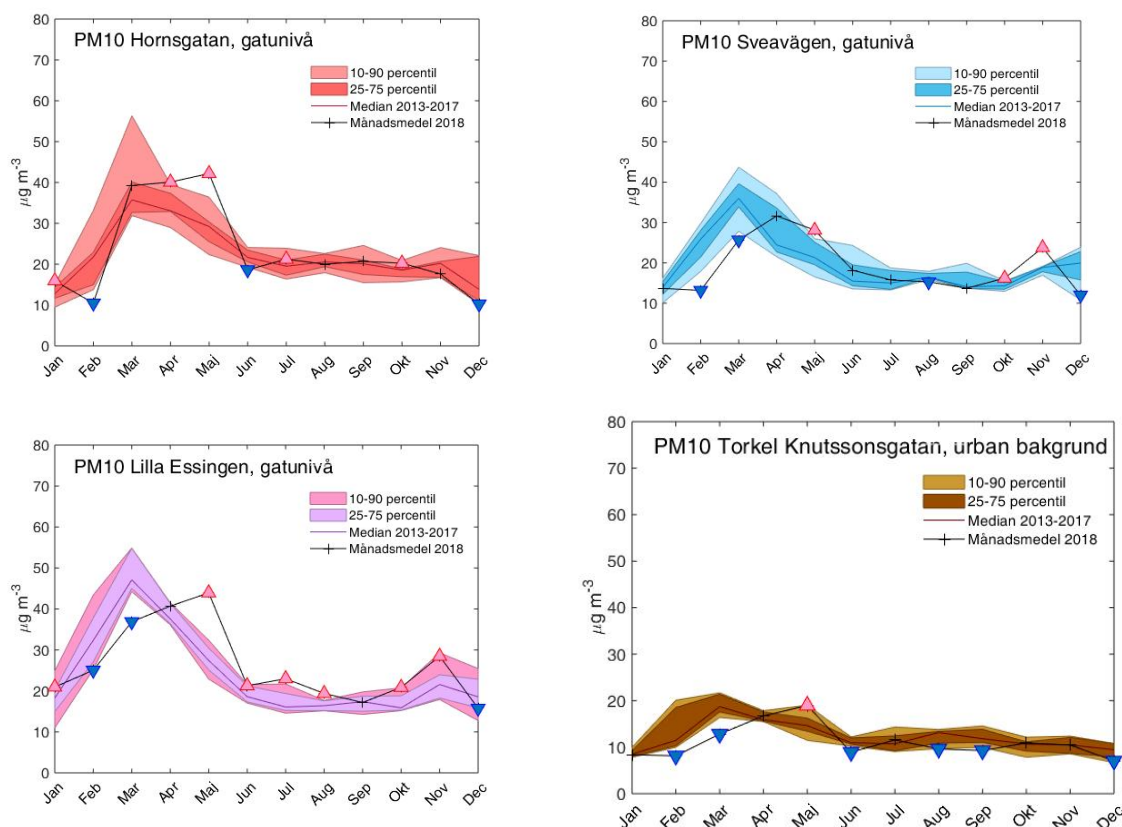 PM10 Hornsgatan, gatunivå
10-90 percentil
25-75 percentil
Median 2013-2017
Månadsmedel 2018
µg m-3
80
70
60
50
40
30
20
10
0
Jan Feb Mar Apr Maj Jun Jul Aug Sep Okt Nov Dec
PM10 Sveavägen, gatunivå
10-90 percentil
25-75 percentil
Median 2013-2017
Månadsmedel 2018
µg m-3
80
70
60
50
40
30
20
10
0
Jan Feb Mar Apr Maj Jun Jul Aug Sep Okt Nov Dec
PM10 Lilla Essingen, gatunivå
10-90 percentil
25-75 percentil
Median 2013-2017
Månadsmedel 2018
µg m-3
80
70
60
50
40
30
20
10
0
Jan Feb Mar Apr Maj Jun Jul Aug Sep Okt Nov Dec
PM10 Torkel Knutssonsgatan, urban bakgrund
10-90 percentil
25-75 percentil
Median 2013-2017
Månadsmedel 2018
µg m-3
80
70
60
50
40
30
20
10
0
Jan Feb Mar Apr Maj Jun Jul Aug Sep Okt Nov Dec